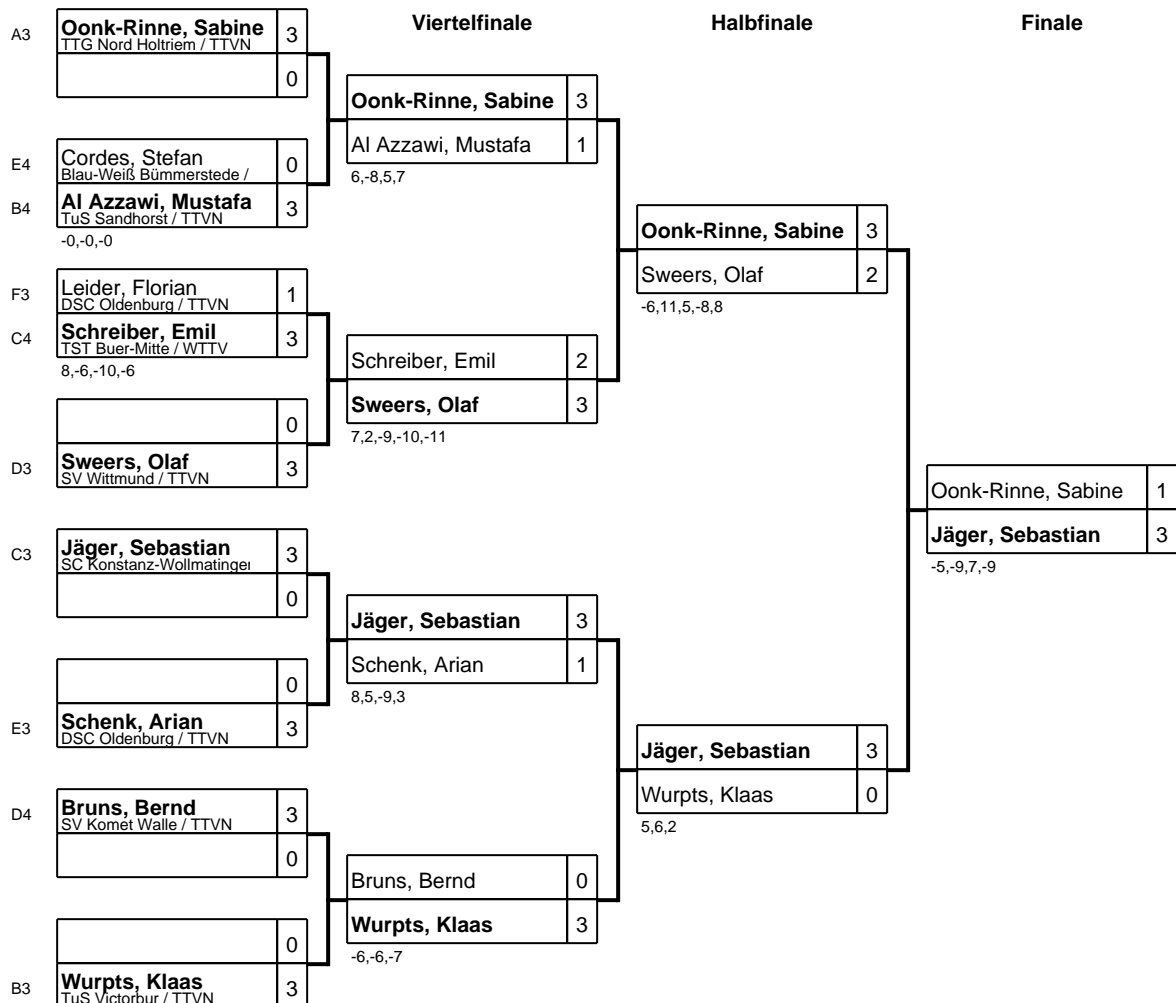 Viertelfinale
Halbfinale
Finale
A3
Oonk-Rinne, Sabine 3
TTG Nord Holtriem / TTVN
0
E4
Cordes, Stefan 0
Blau-Weiß Bümmerstede /
B4
Al Azzawi, Mustafa 3
TuS Sandhorst / TTVN
-0,-0,-0
F3
Leider, Florian 1
DSC Oldenburg / TTVN
C4
Schreiber, Emil 3
TST Buer-Mitte / WTTV
8,-6,-10,-6
0
D3
Sweers, Olaf 3
SV Wittmund / TTVN
C3
Jäger, Sebastian 3
SC Konstanz-Wollmatingen
0
0
E3
Schenk, Arian 3
DSC Oldenburg / TTVN
D4
Bruns, Bernd 3
SV Komet Walle / TTVN
0
0
B3
Wurpts, Klaas 3
TuS Victorbur / TTVN
Oonk-Rinne, Sabine 3
Al Azzawi, Mustafa 1
6,-8,5,7
Schreiber, Emil 2
Sweers, Olaf 3
7,2,-9,-10,-11
Jäger, Sebastian 3
Schenk, Arian 1
8,5,-9,3
Bruns, Bernd 0
Wurpts, Klaas 3
-6,-6,-7
Oonk-Rinne, Sabine 3
Sweers, Olaf 2
-6,11,5,-8,8
Jäger, Sebastian 3
Wurpts, Klaas 0
5,6,2
Oonk-Rinne, Sabine 1
Jäger, Sebastian 3
-5,-9,7,-9